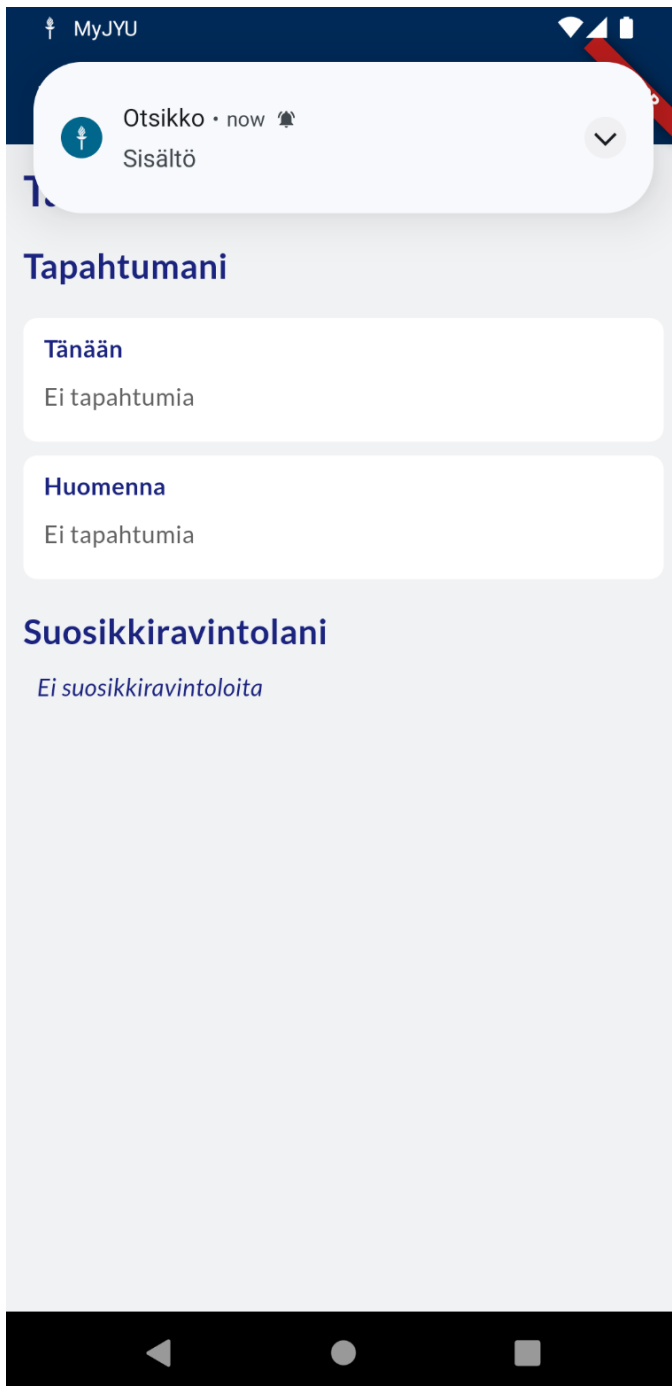 MyJYU
Otsikko • now
Sisältö
Tapahtumani
Tänään
Ei tapahtumia
Huomenna
Ei tapahtumia
Suosikkiravintolani
Ei suosikkiravintoloita